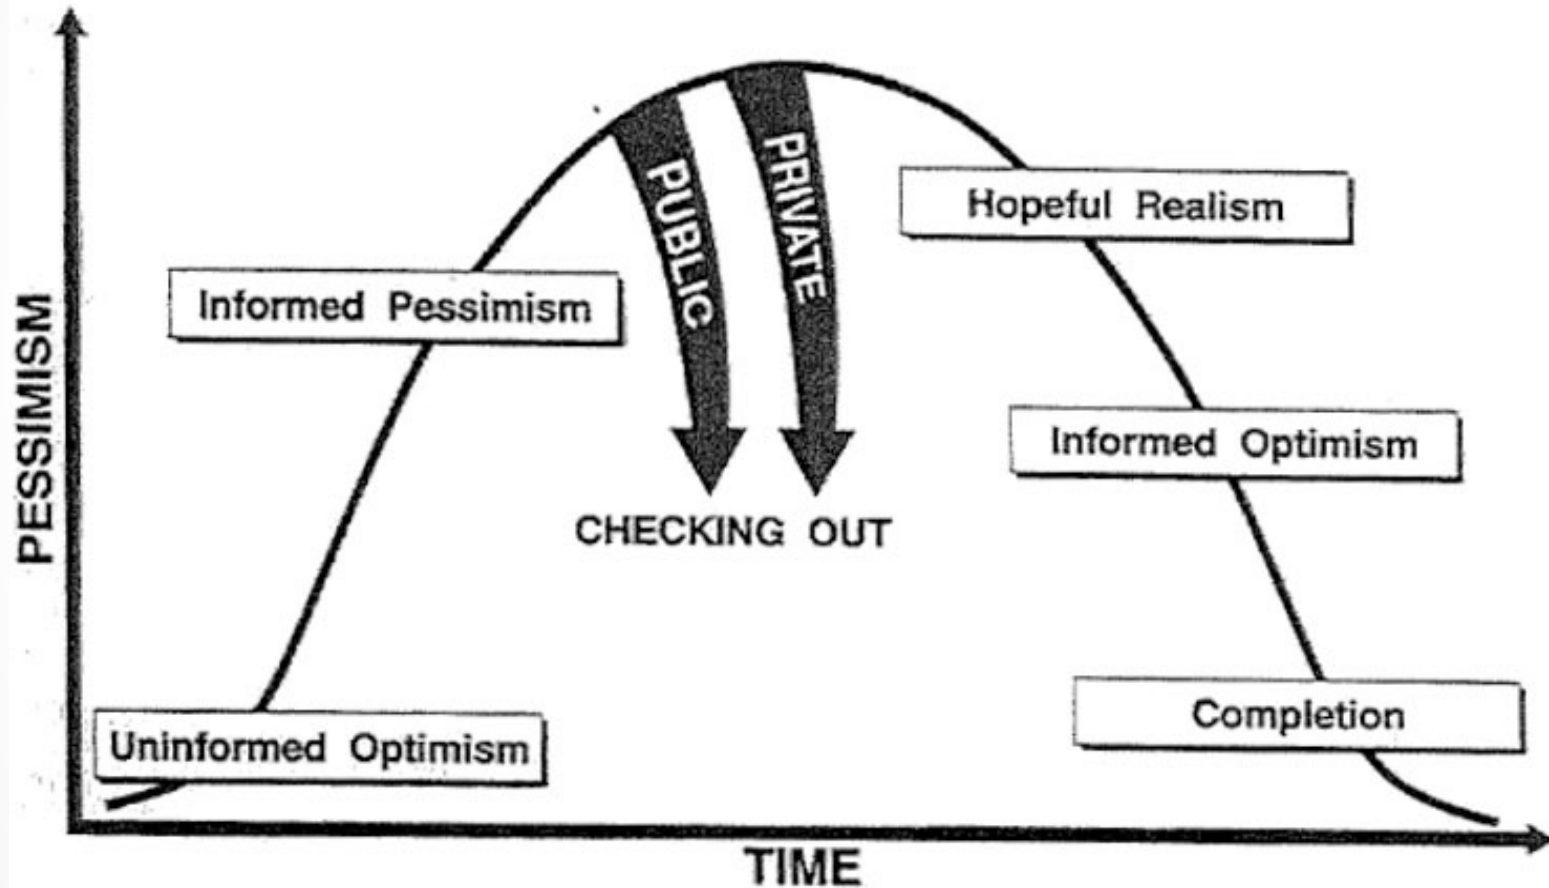 PESSIMISM
PUBLIC
PRIVATE
Hopeful Realism
Informed Pessimism
Informed Optimism
CHECKING OUT
Completion
Uninformed Optimism
TIME